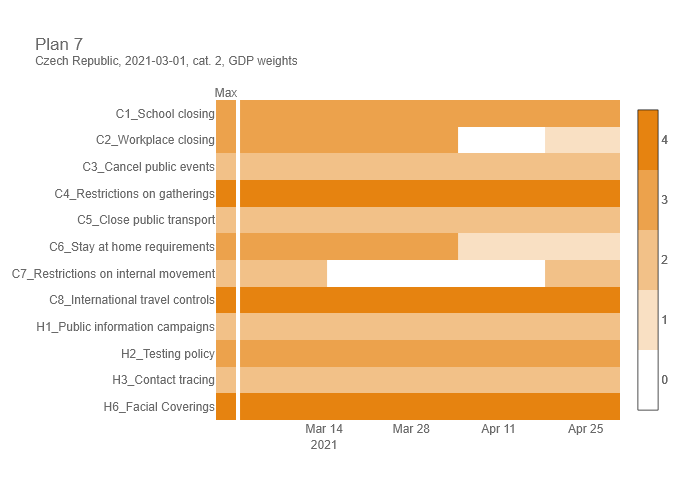 Plan 7
Czech Republic, 2021-03-01, cat. 2, GDP weights
Max
C1_School closing
C2_Workplace closing
C3_Cancel public events
C4_Restrictions on gatherings
C5_Close public transport
C6_Stay at home requirements
C7_Restrictions on internal movement
C8_International travel controls
H1_Public information campaigns
H2_Testing policy
H3_Contact tracing
H6_Facial Coverings
Mar 14
2021
Mar 28
Apr 11
Apr 25
4
3
2
1
0